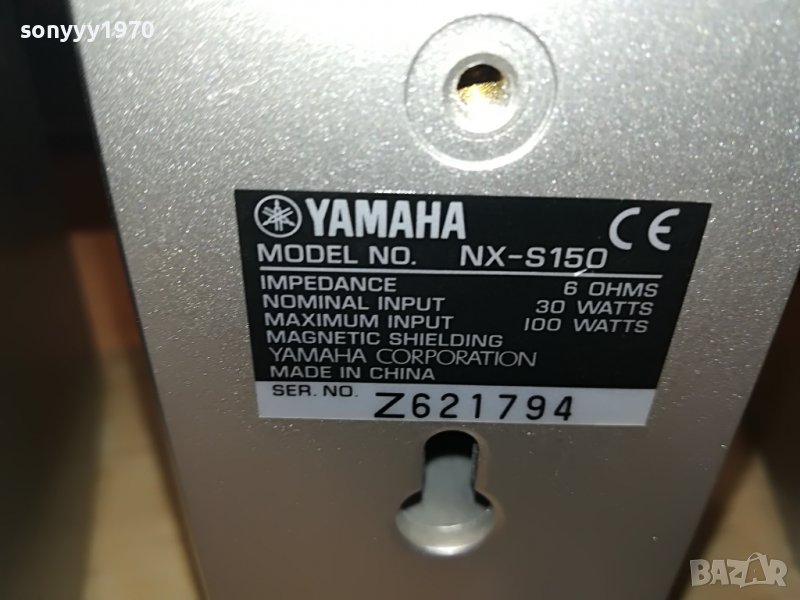 sonyyy1970
YAMAHA CE
MODEL NO. NX-S150
IMPEDANCE 6 OHMS
NOMINAL INPUT 30 WATTS
MAXIMUM INPUT 100 WATTS
MAGNETIC SHIELDING
YAMAHA CORPORATION
MADE IN CHINA
SER. NO. Z621794
BAZAR